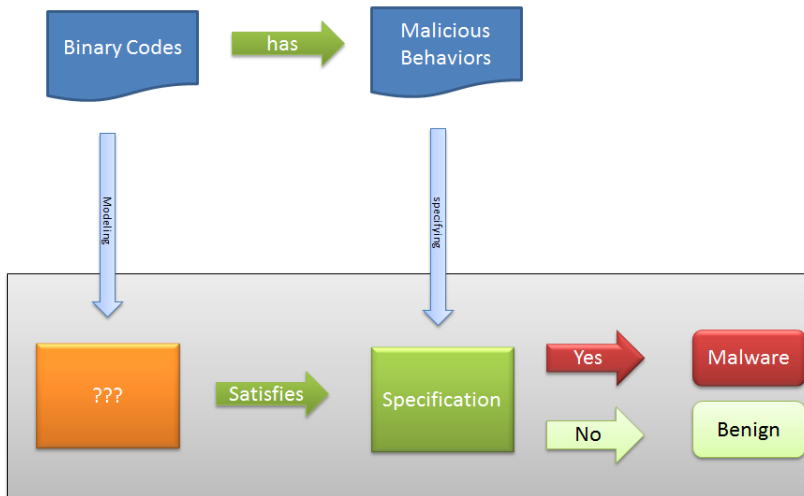 Binary Codes
has
Malicious
Behaviors
Modeling
specifying
???
Satisfies
Specification
Yes
Malware
No
Benign